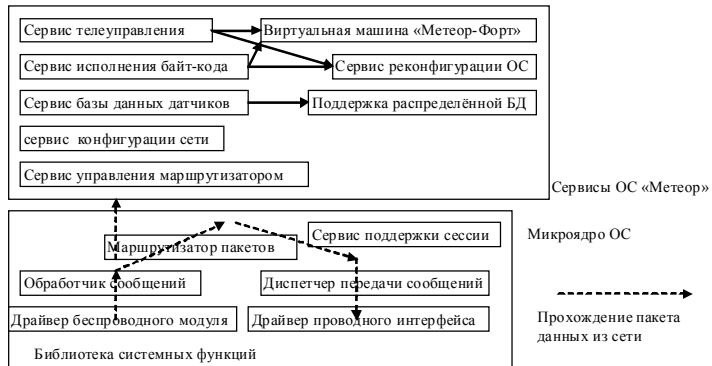 Сервис телеуправления
Виртуальная машина «Метеор-Форт»
Сервис исполнения байт-кода
Сервис реконфигурации ОС
Сервис базы данных датчиков
Поддержка распределённой БД
сервис конфигурации сети
Сервис управления маршрутизатором
Сервисы ОС «Метеор»
Сервис поддержки сессии
Микроядро ОС
Маршрутизатор пакетов
Обработчик сообщений
Диспетчер передачи сообщений
Драйвер беспроводного модуля
Драйвер проводного интерфейса
Прохождение пакета
данных из сети
Библиотека системных функций